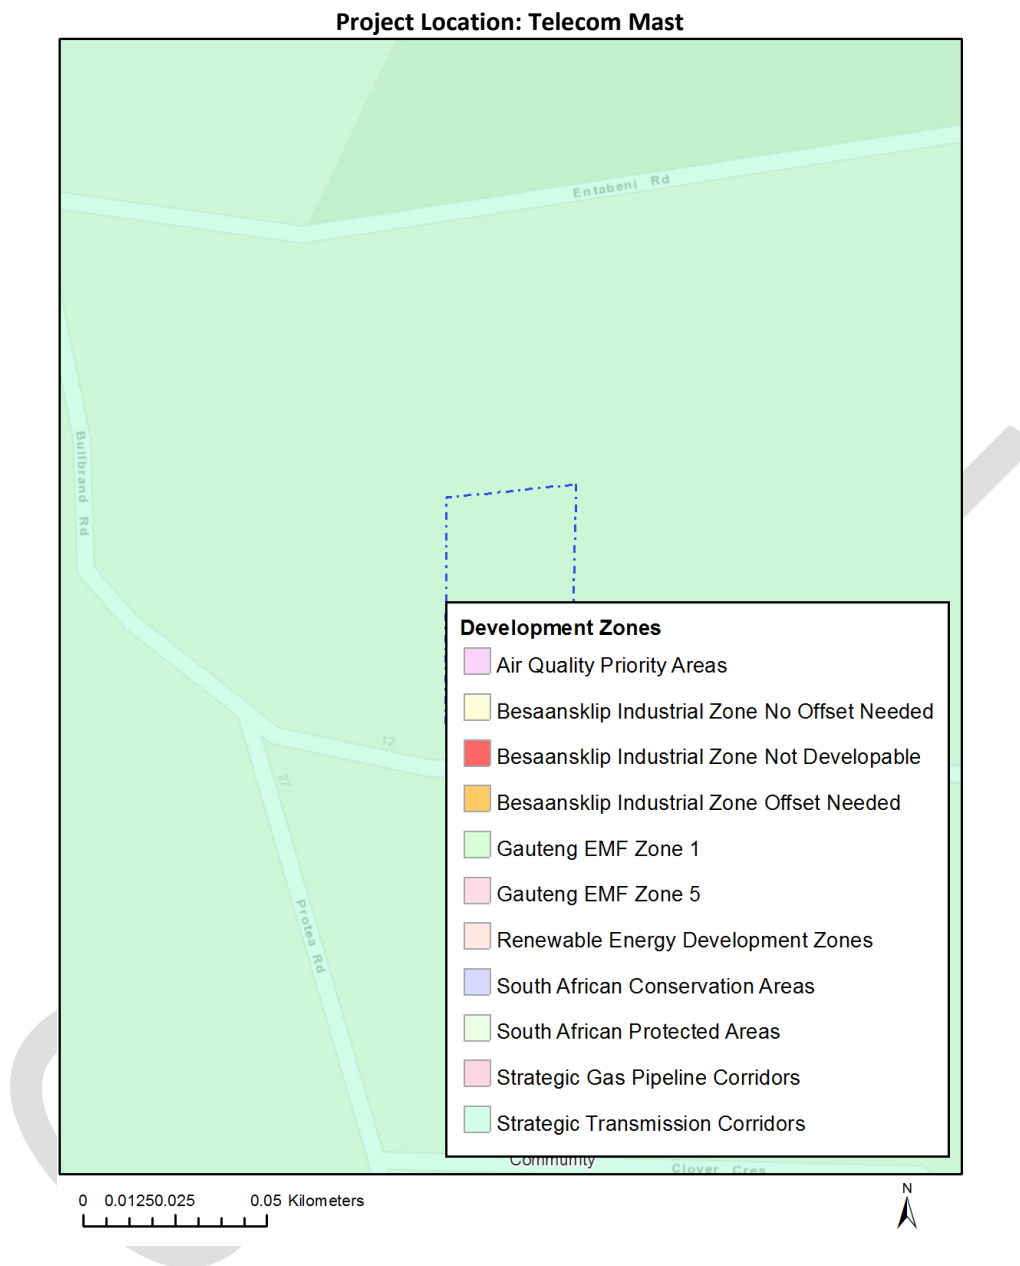 Project Location: Telecom Mast
Entabeni Rd
Bullbrand Rd
12
27
Protea Rd
Development Zones
Air Quality Priority Areas
Besaansklip Industrial Zone No Offset Needed
Besaansklip Industrial Zone Not Developable
Besaansklip Industrial Zone Offset Needed
Gauteng EMF Zone 1
Gauteng EMF Zone 5
Renewable Energy Development Zones
South African Conservation Areas
South African Protected Areas
Strategic Gas Pipeline Corridors
Strategic Transmission Corridors
Community
Clover Cres
0 0.01250.025 0.05 Kilometers
N